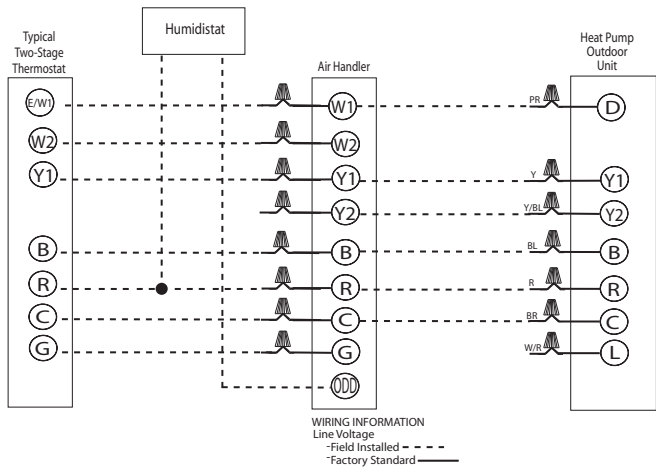 Humidistat
Typical
Two-Stage
Thermostat
Air Handler
Heat Pump
Outdoor
Unit
E/W1
W1
PR
D
W2
W2
Y1
Y1
Y
Y1
Y2
Y/BL
Y2
B
B
BL
B
R
R
R
R
C
C
BR
C
G
G
W/R
L
ODD
WIRING INFORMATION
Line Voltage
-Field Installed
-Factory Standard